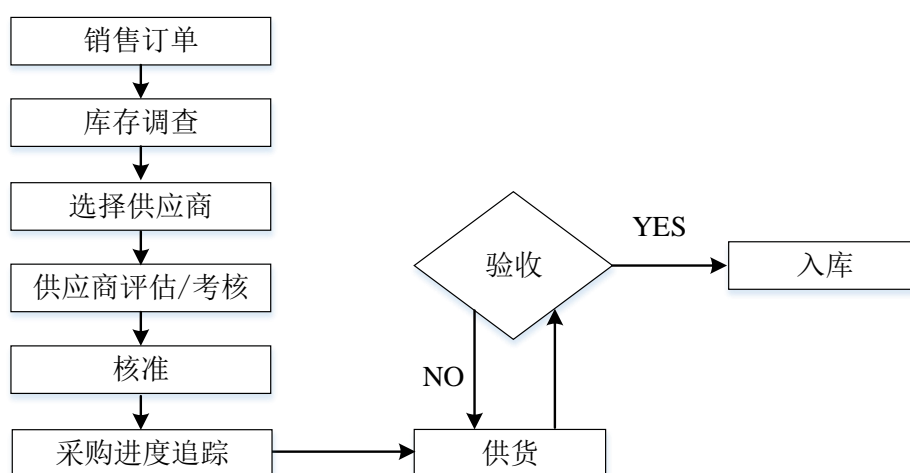 销售订单
库存调查
选择供应商
供应商评估/考核
核准
采购进度追踪
供货
验收
NO
YES
入库